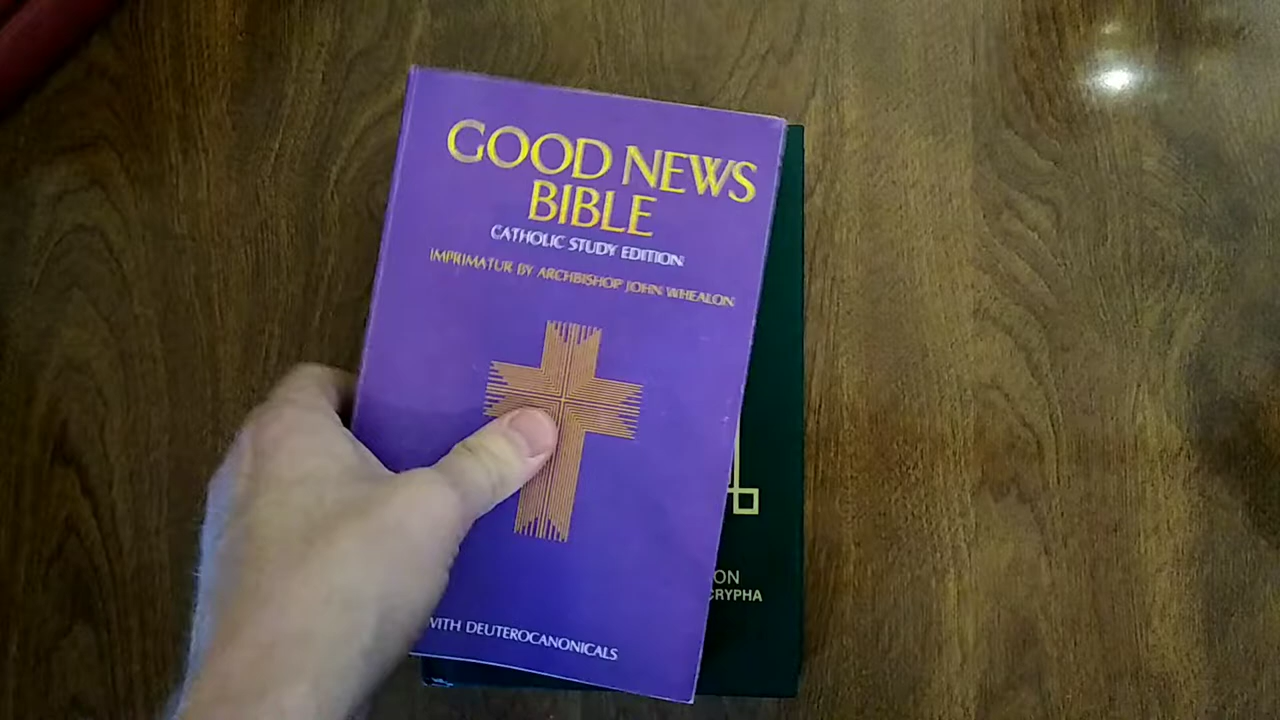 GOOD NEWS
BIBLE
CATHOLIC STUDY EDITION
IMPRIMATUR BY ARCHBISHOP JOHN WHEALON
WITH DEUTEROCANONICALS
ON
CRYPHA